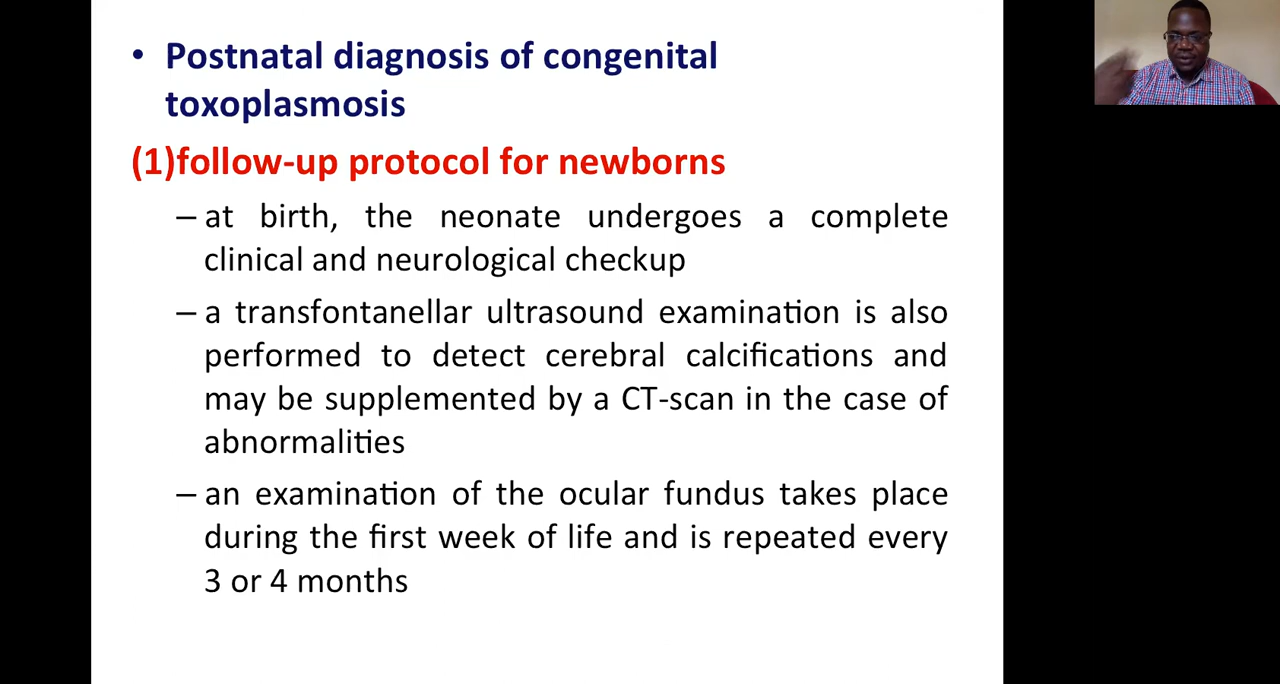 • Postnatal diagnosis of congenital
toxoplasmosis
(1)follow-up protocol for newborns
– at birth, the neonate undergoes a complete
clinical and neurological checkup
– a transfontanellar ultrasound examination is also
performed to detect cerebral calcifications and
may be supplemented by a CT-scan in the case of
abnormalities
– an examination of the ocular fundus takes place
during the first week of life and is repeated every
3 or 4 months